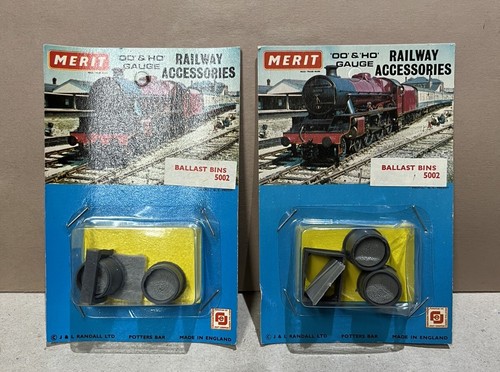 MERIT
'OO' & 'HO'
GAUGE
RAILWAY
ACCESSORIES
BALLAST BINS
5002
© J & L RANDALL LTD
POTTERS BAR
MADE IN ENGLAND
MERIT
'OO' & 'HO'
GAUGE
RAILWAY
ACCESSORIES
BALLAST BINS
5002
© J & L RANDALL LTD
POTTERS BAR
MADE IN ENGLAND